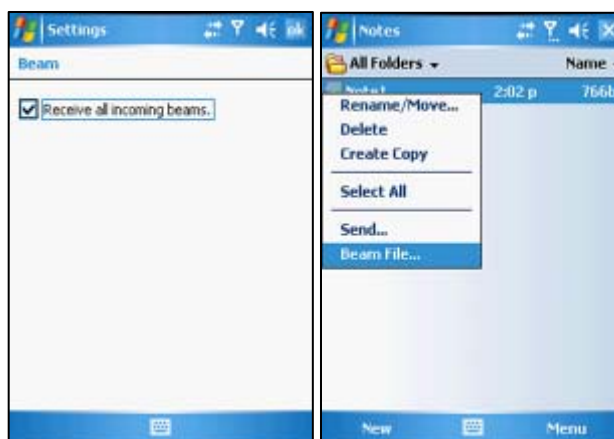 Settings
ok
Beam
Receive all incoming beams.
Notes
All Folders
Name
Note1 2:02 p 766b
Rename/Move...
Delete
Create Copy
Select All
Send...
Beam File...
New Menu